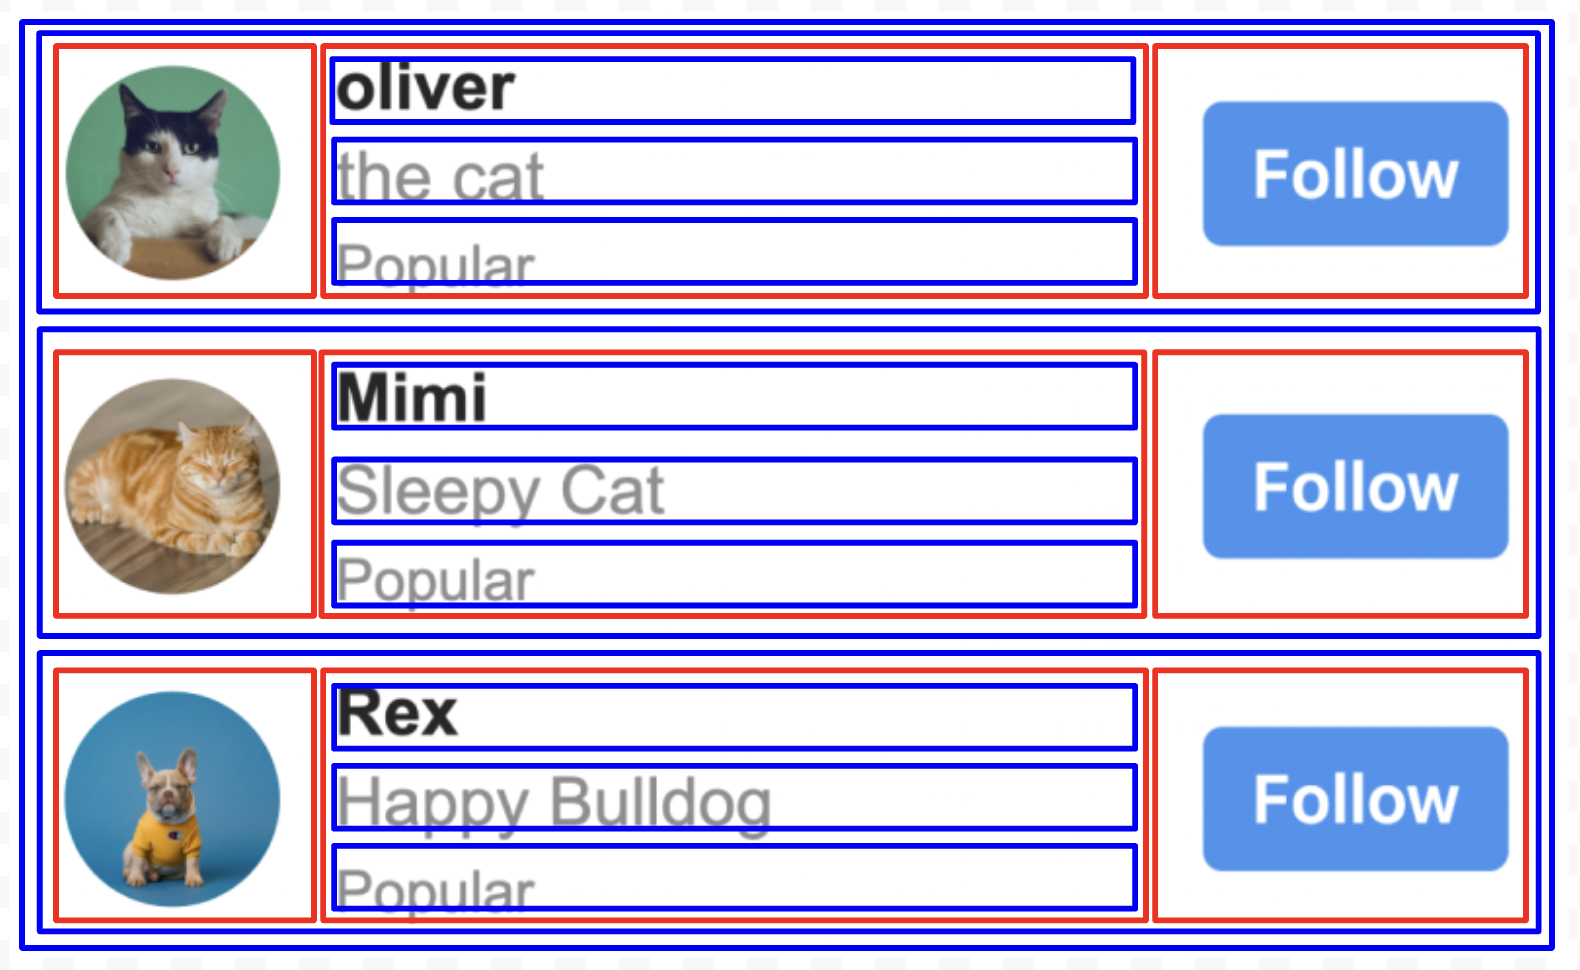 oliver
the cat
Popular
Follow
Mimi
Sleepy Cat
Popular
Follow
Rex
Happy Bulldog
Popular
Follow